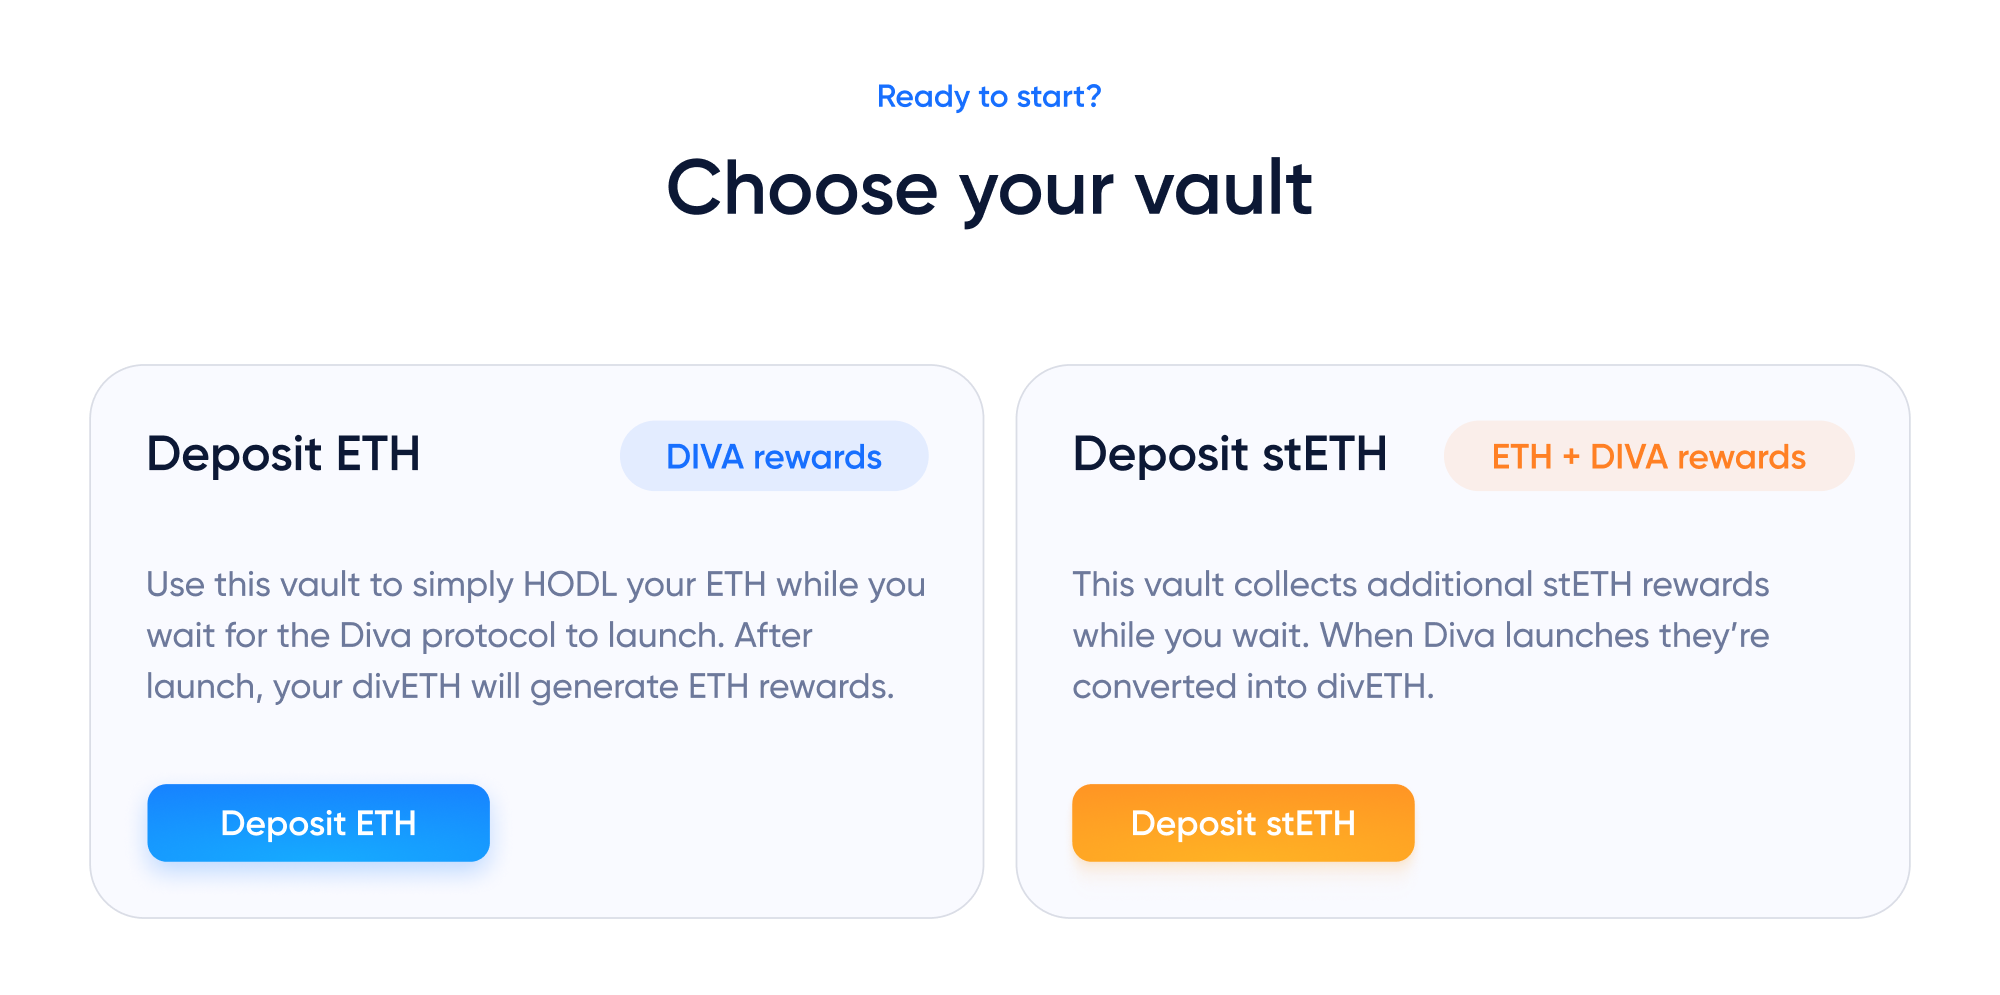 Ready to start?
Choose your vault
Deposit ETH
DIVA rewards
Use this vault to simply HODL your ETH while you
wait for the Diva protocol to launch. After
launch, your divETH will generate ETH rewards.
Deposit ETH
Deposit stETH
ETH + DIVA rewards
This vault collects additional stETH rewards
while you wait. When Diva launches they’re
converted into divETH.
Deposit stETH